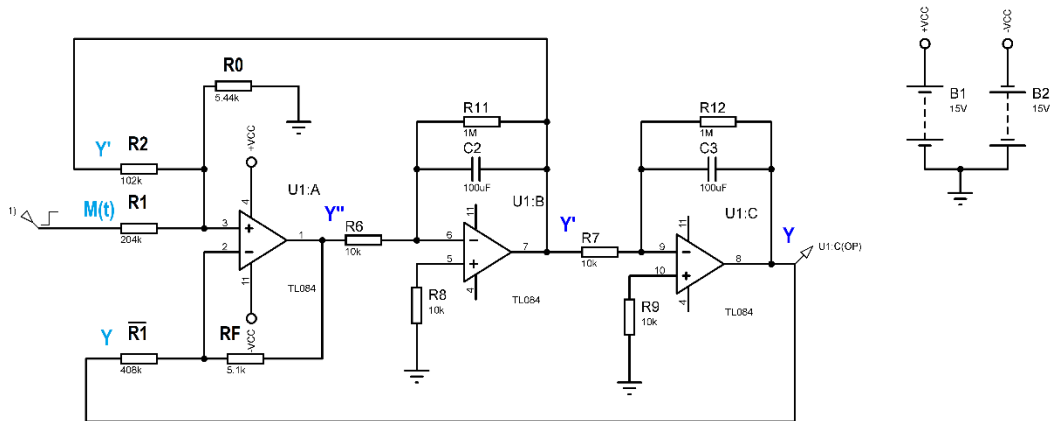 R0
5.44k
+VCC
-VCC
B1
15V
B2
15V
R11
1M
C2
100uF
R12
1M
C3
100uF
Y'
R2
102k
+VCC
1)
M(t)
R1
204k
U1:A
3
2
4
1
11
TL084
-VCC
Y''
R6
10k
U1:B
11
6
5
7
4
TL084
R8
10k
Y'
R7
10k
U1:C
11
9
10
8
4
TL084
R9
10k
Y
U1:C(OP)
Y
R1
408k
RF
5.1k